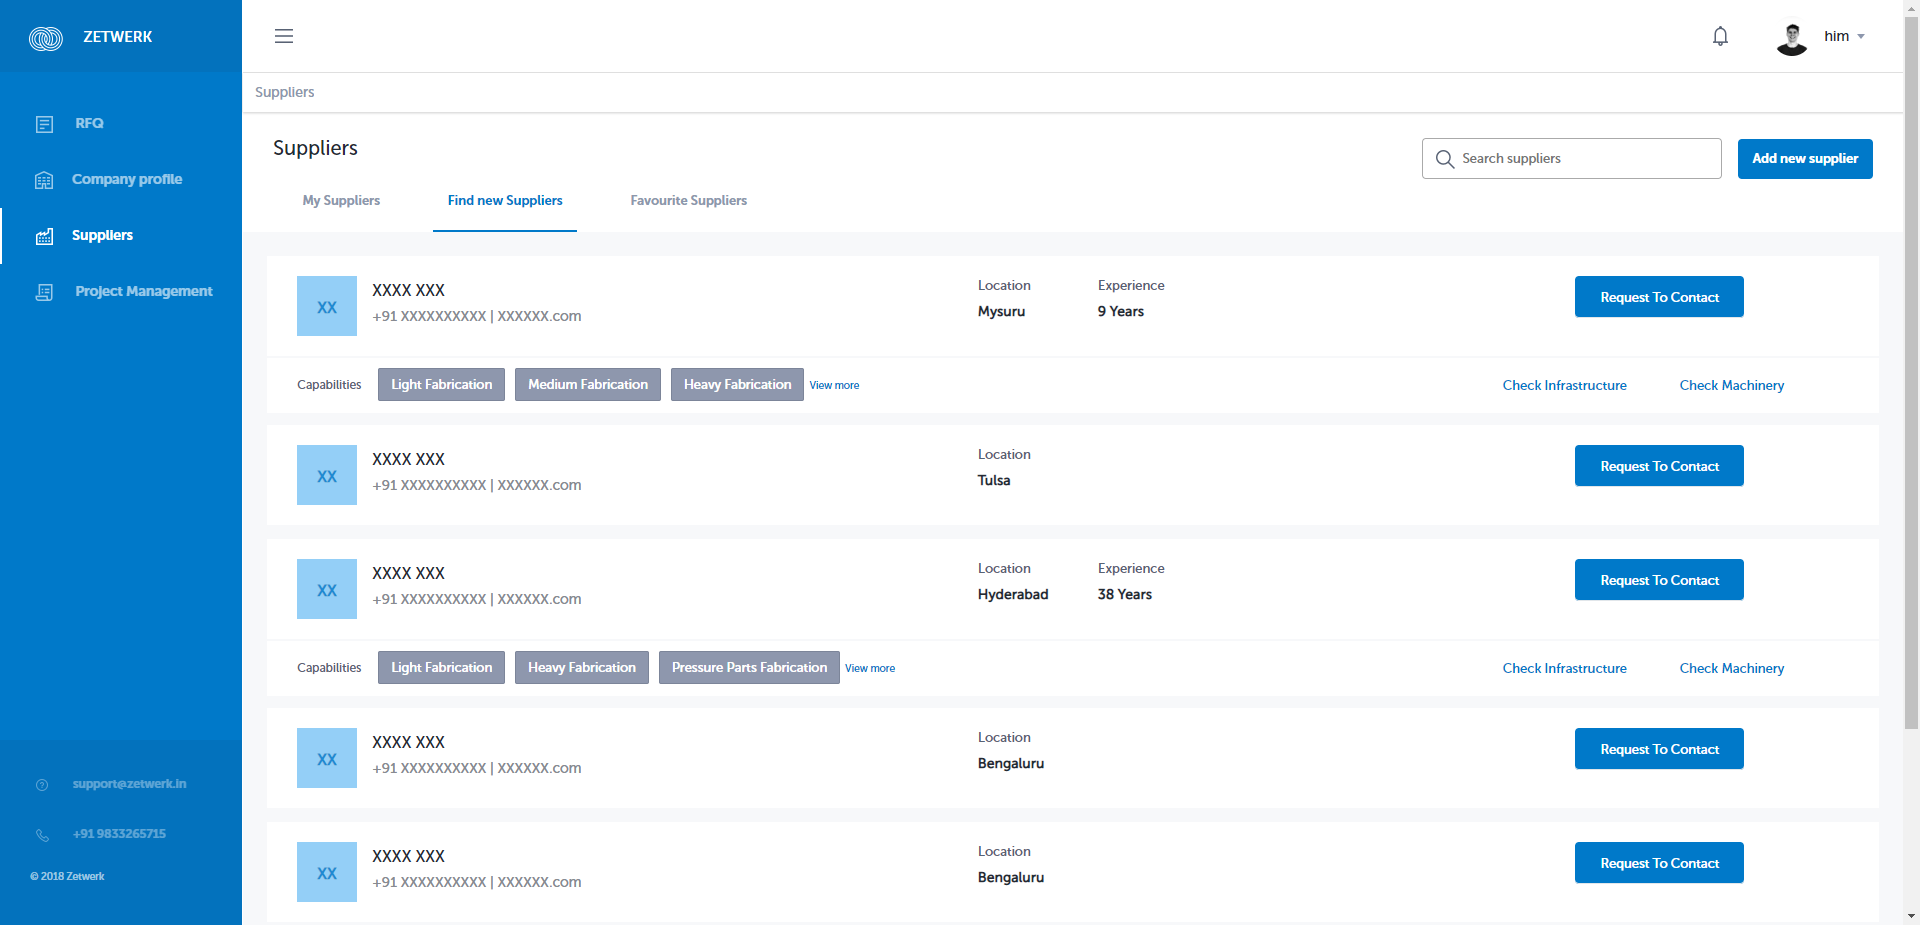 ZETWERK
him
RFQ
Company profile
Suppliers
Project Management
support@zetwerk.in
+91 9833265715
© 2018 Zetwerk
Suppliers
Suppliers
Search suppliers
Add new supplier
My Suppliers Find new Suppliers Favourite Suppliers
XX
XXXX XXX
+91 XXXXXXXXXX | XXXXXX.com
Location
Mysuru
Experience
9 Years
Request To Contact
Capabilities Light Fabrication Medium Fabrication Heavy Fabrication View more Check Infrastructure Check Machinery
XX
XXXX XXX
+91 XXXXXXXXXX | XXXXXX.com
Location
Tulsa
Request To Contact
XX
XXXX XXX
+91 XXXXXXXXXX | XXXXXX.com
Location
Hyderabad
Experience
38 Years
Request To Contact
Capabilities Light Fabrication Heavy Fabrication Pressure Parts Fabrication View more Check Infrastructure Check Machinery
XX
XXXX XXX
+91 XXXXXXXXXX | XXXXXX.com
Location
Bengaluru
Request To Contact
XX
XXXX XXX
+91 XXXXXXXXXX | XXXXXX.com
Location
Bengaluru
Request To Contact